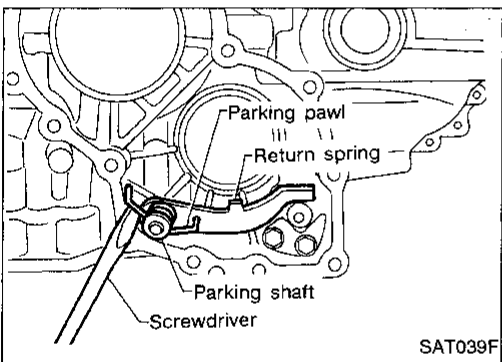 Parking pawl
Return spring
Parking shaft
Screwdriver
SAT039F